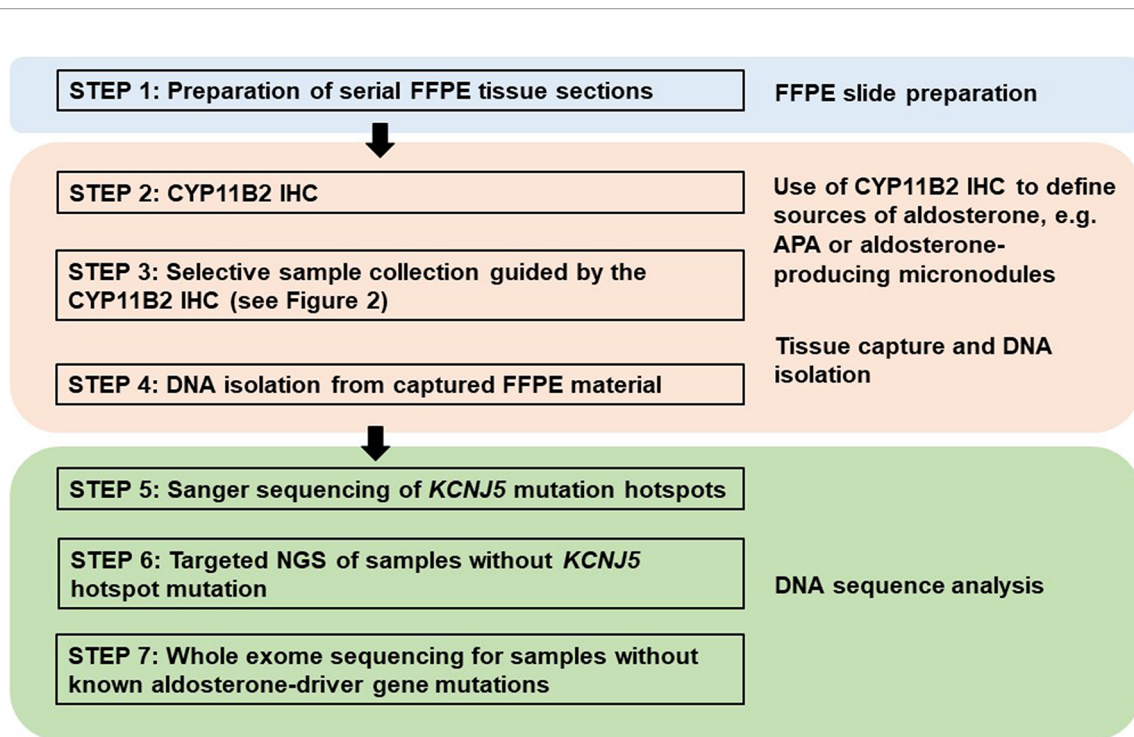 STEP 1: Preparation of serial FFPE tissue sections
FFPE slide preparation
STEP 2: CYP11B2 IHC
STEP 3: Selective sample collection guided by the
CYP11B2 IHC (see Figure 2)
STEP 4: DNA isolation from captured FFPE material
Use of CYP11B2 IHC to define
sources of aldosterone, e.g.
APA or aldosterone-
producing micronodules
Tissue capture and DNA
isolation
STEP 5: Sanger sequencing of KCNJ5 mutation hotspots
STEP 6: Targeted NGS of samples without KCNJ5
hotspot mutation
STEP 7: Whole exome sequencing for samples without
known aldosterone-driver gene mutations
DNA sequence analysis